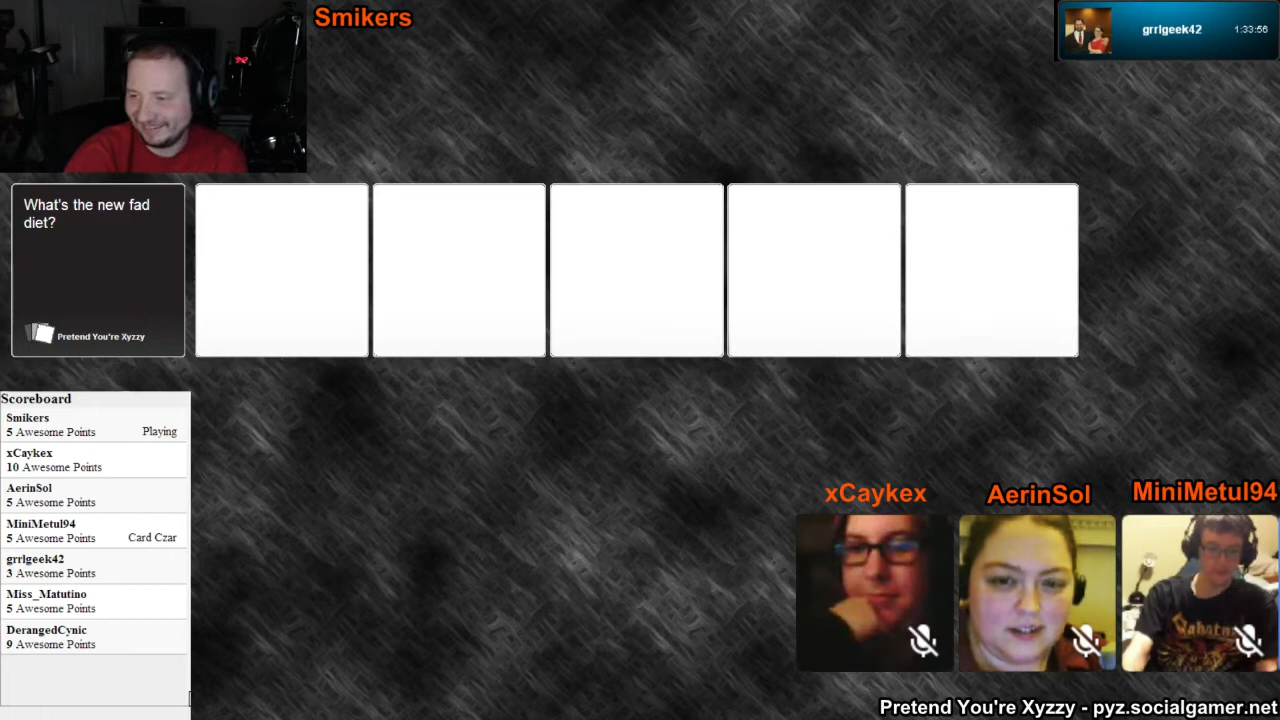 Smikers
grrlgeek42
1:33:56
What's the new fad
diet?
Pretend You're Xyzzy
Scoreboard
Smikers
5 Awesome Points
Playing
xCaykex
10 Awesome Points
AerinSol
5 Awesome Points
MiniMetul94
5 Awesome Points
Card Czar
grrlgeek42
3 Awesome Points
Miss_Matutino
5 Awesome Points
DerangedCynic
9 Awesome Points
xCaykex
AerinSol
MiniMetul94
Pretend You're Xyzzy - pyz.socialgamer.net